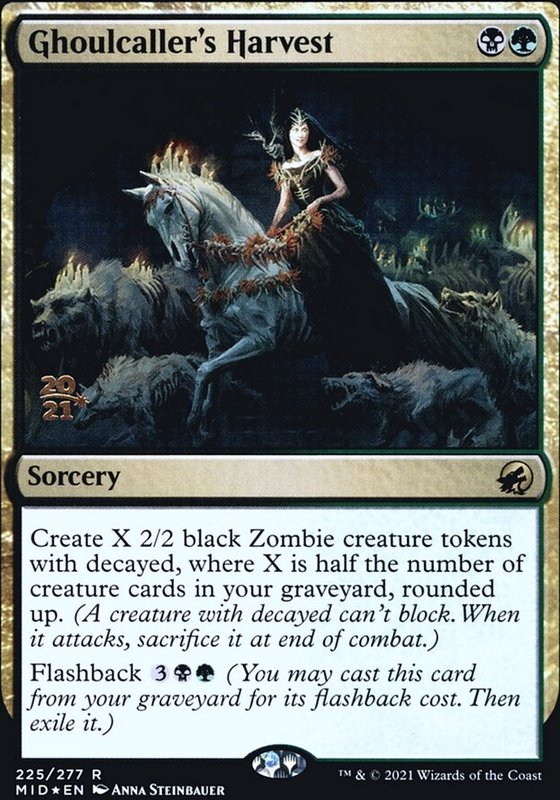 Ghoulcaller's Harvest
20
21
Sorcery
Create X 2/2 black Zombie creature tokens
with decayed, where X is half the number of
creature cards in your graveyard, rounded
up. (A creature with decayed can't block. When
it attacks, sacrifice it at end of combat.)
Flashback 3 (You may cast this card
from your graveyard for its flashback cost. Then
exile it.)
225/277 R
MID★EN Anna Steinbauer
™ & © 2021 Wizards of the Coast